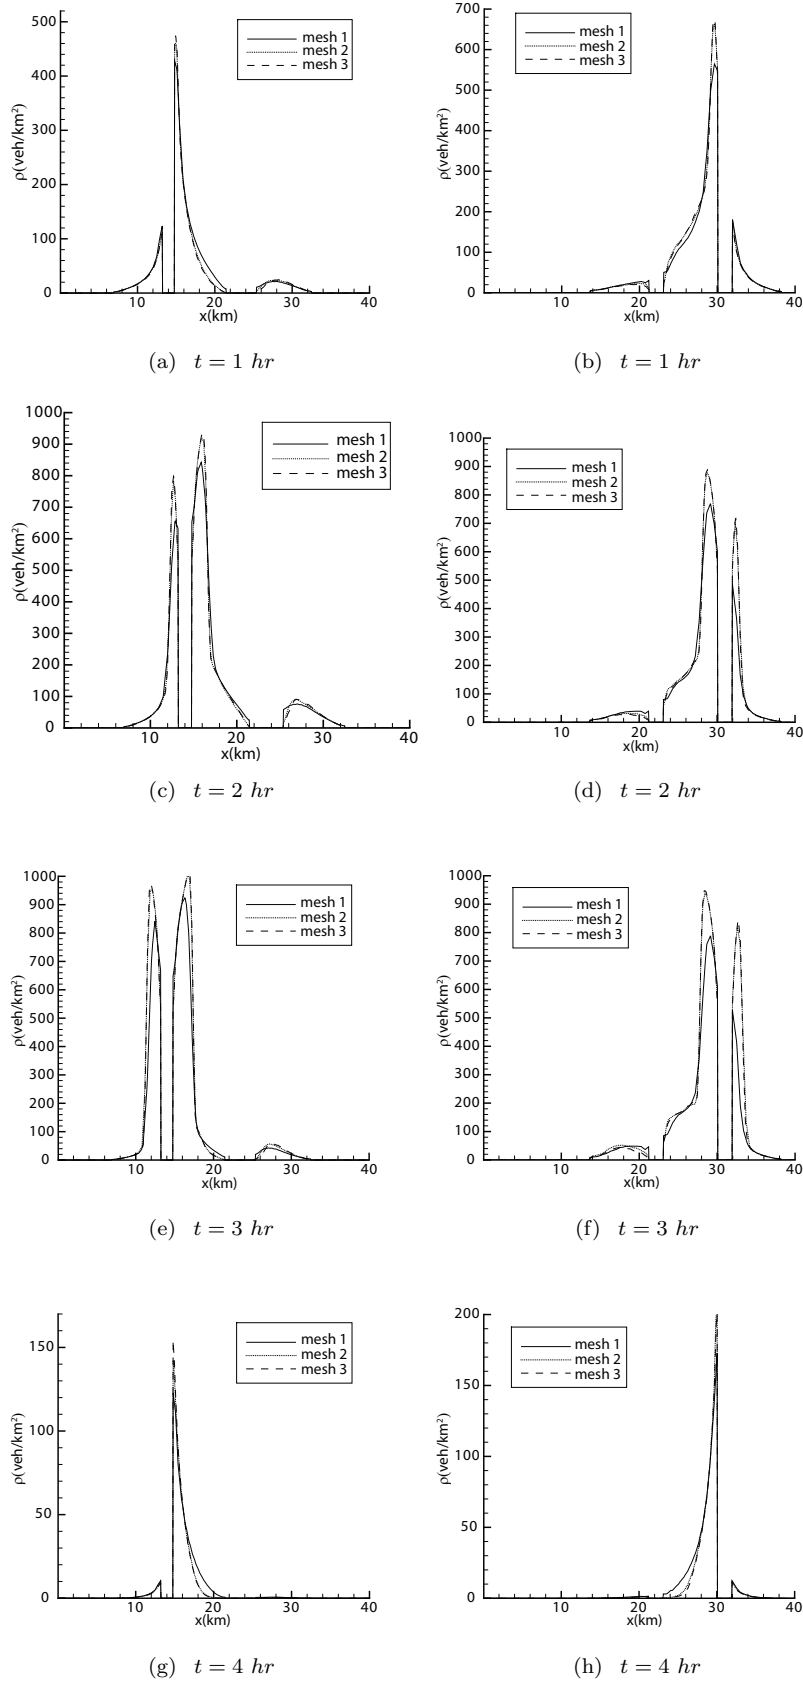 500
400
300
200
100
0
ρ(veh/km²)
10
20
30
40
x(km)
mesh 1
mesh 2
mesh 3
(a) t = 1 hr
700
600
500
400
300
200
100
0
ρ(veh/km²)
10
20
30
40
x(km)
mesh 1
mesh 2
mesh 3
(b) t = 1 hr
1000
900
800
700
600
500
400
300
200
100
0
ρ(veh/km²)
10
20
30
40
x(km)
mesh 1
mesh 2
mesh 3
(c) t = 2 hr
1000
900
800
700
600
500
400
300
200
100
0
ρ(veh/km²)
10
20
30
40
x(km)
mesh 1
mesh 2
mesh 3
(d) t = 2 hr
1000
900
800
700
600
500
400
300
200
100
0
ρ(veh/km²)
10
20
30
40
x(km)
mesh 1
mesh 2
mesh 3
(e) t = 3 hr
1000
900
800
700
600
500
400
300
200
100
0
ρ(veh/km²)
10
20
30
40
x(km)
mesh 1
mesh 2
mesh 3
(f) t = 3 hr
150
100
50
0
ρ(veh/km²)
10
20
30
40
x(km)
mesh 1
mesh 2
mesh 3
(g) t = 4 hr
200
150
100
50
0
ρ(veh/km²)
10
20
30
40
x(km)
mesh 1
mesh 2
mesh 3
(h) t = 4 hr